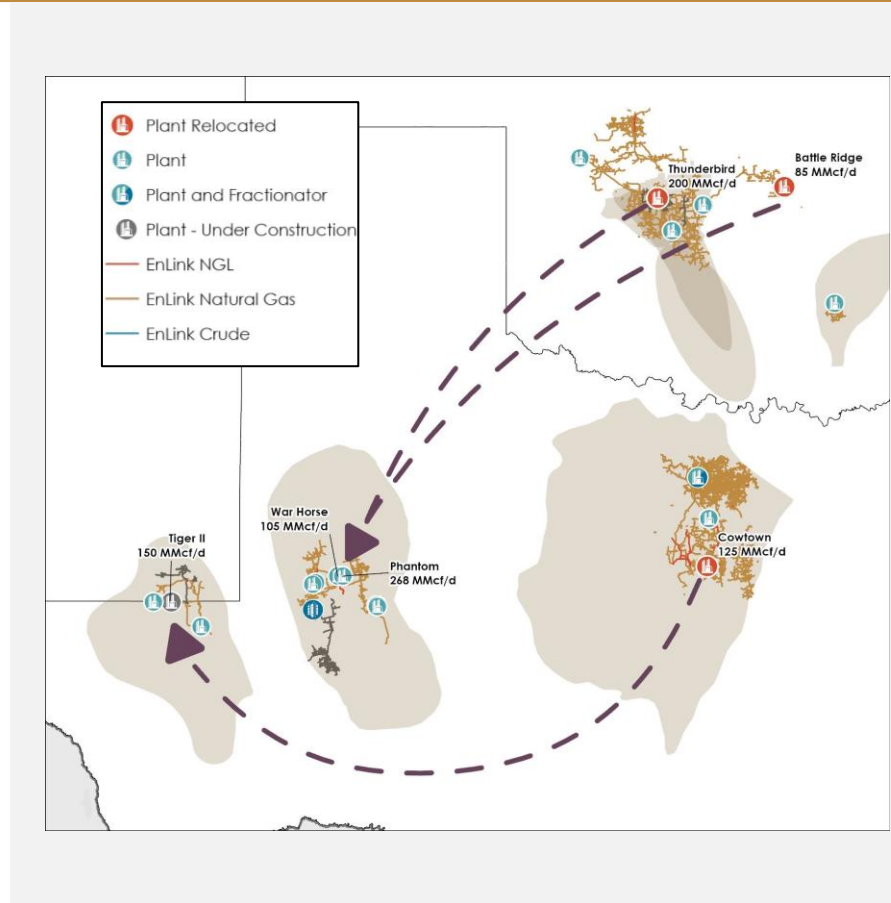 Plant Relocated
Plant
Plant and Fractionator
Plant - Under Construction
EnLink NGL
EnLink Natural Gas
EnLink Crude
Thunderbird
200 MMcf/d
Battle Ridge
85 MMcf/d
War Horse
105 MMcf/d
Tiger II
150 MMcf/d
Phantom
268 MMcf/d
Cowtown
125 MMcf/d